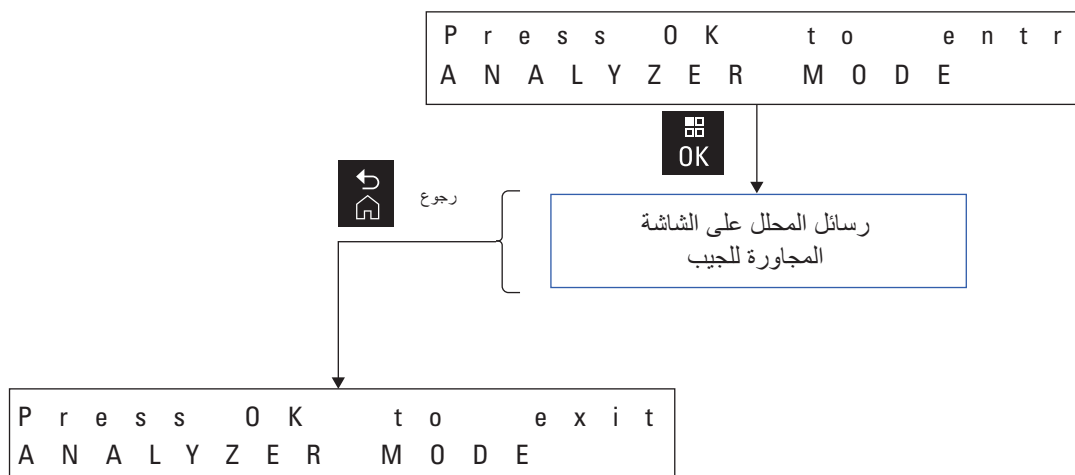 Press OK to entr
ANALYZER MODE
OK
رجوع
رسائل المحلل على الشاشة
المجاورة للجيب
Press OK to exit
ANALYZER MODE